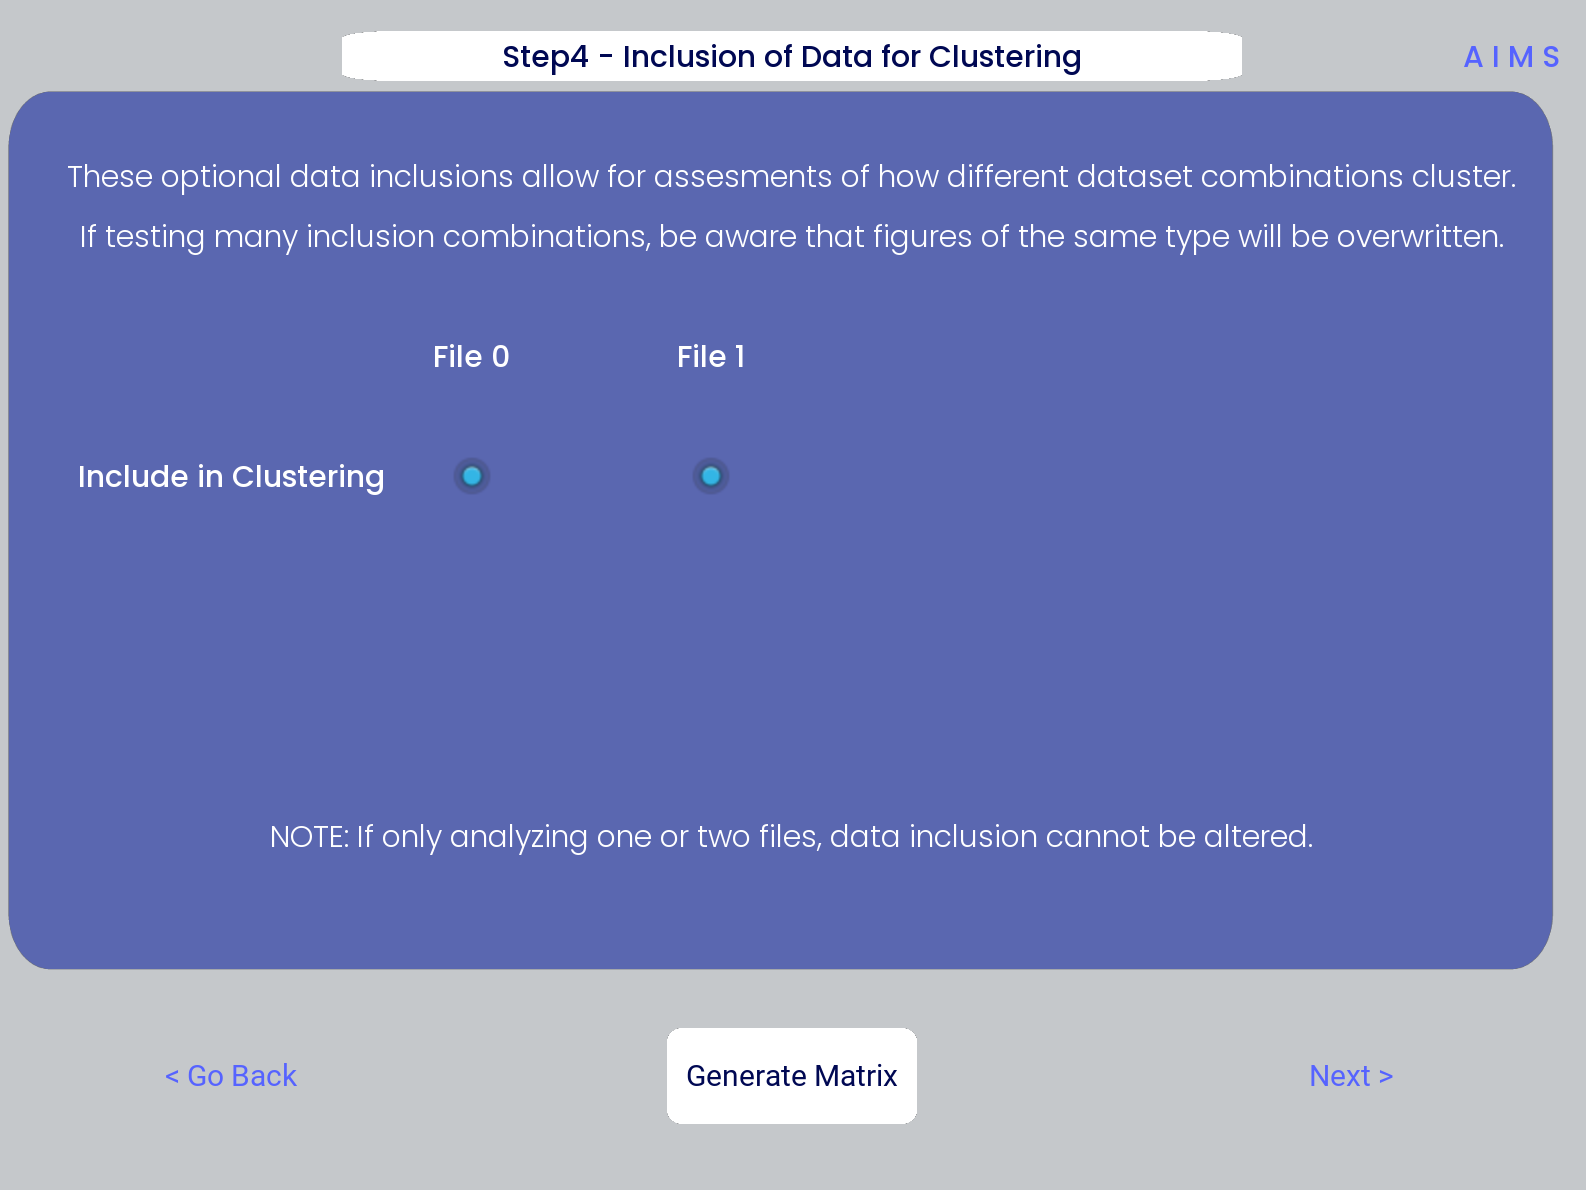 Step4 - Inclusion of Data for Clustering
A I M S
These optional data inclusions allow for assesments of how different dataset combinations cluster.
If testing many inclusion combinations, be aware that figures of the same type will be overwritten.
File 0
File 1
Include in Clustering
NOTE: If only analyzing one or two files, data inclusion cannot be altered.
< Go Back
Generate Matrix
Next >